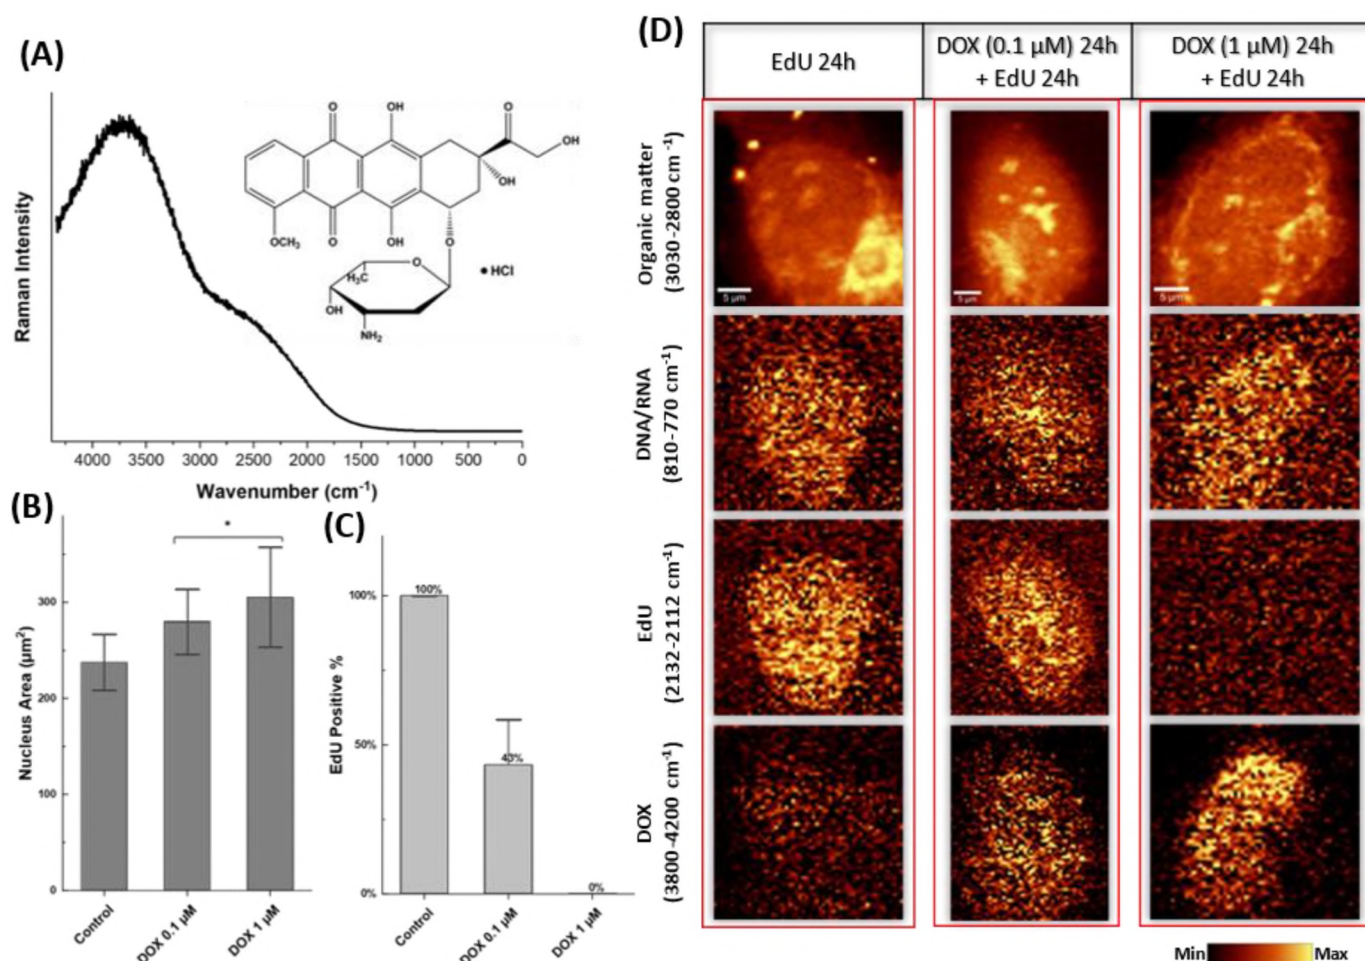 (A)
Raman Intensity
4000 3500 3000 2500 2000 1500 1000 500 0
Wavenumber (cm-1)
O OH O
OH
OH
OCH3 O OH O
H3C O
• HCl
OH
NH2
(B)
*
Nucleus Area (µm²)
300
200
100
0
Control
DOX 0.1 µM
DOX 1 µM
(C)
EdU Positive %
100%
50%
0%
100%
43%
0%
Control
DOX 0.1 µM
DOX 1 µM
(D)
EdU 24h
DOX (0.1 µM) 24h
+ EdU 24h
DOX (1 µM) 24h
+ EdU 24h
Organic matter
(3030-2800 cm -1)
5 µm
5 µm
5 µm
DNA/RNA
(810-770 cm-1)
EdU
(2132-2112 cm-1)
DOX
(3800-4200 cm-1)
Min Max